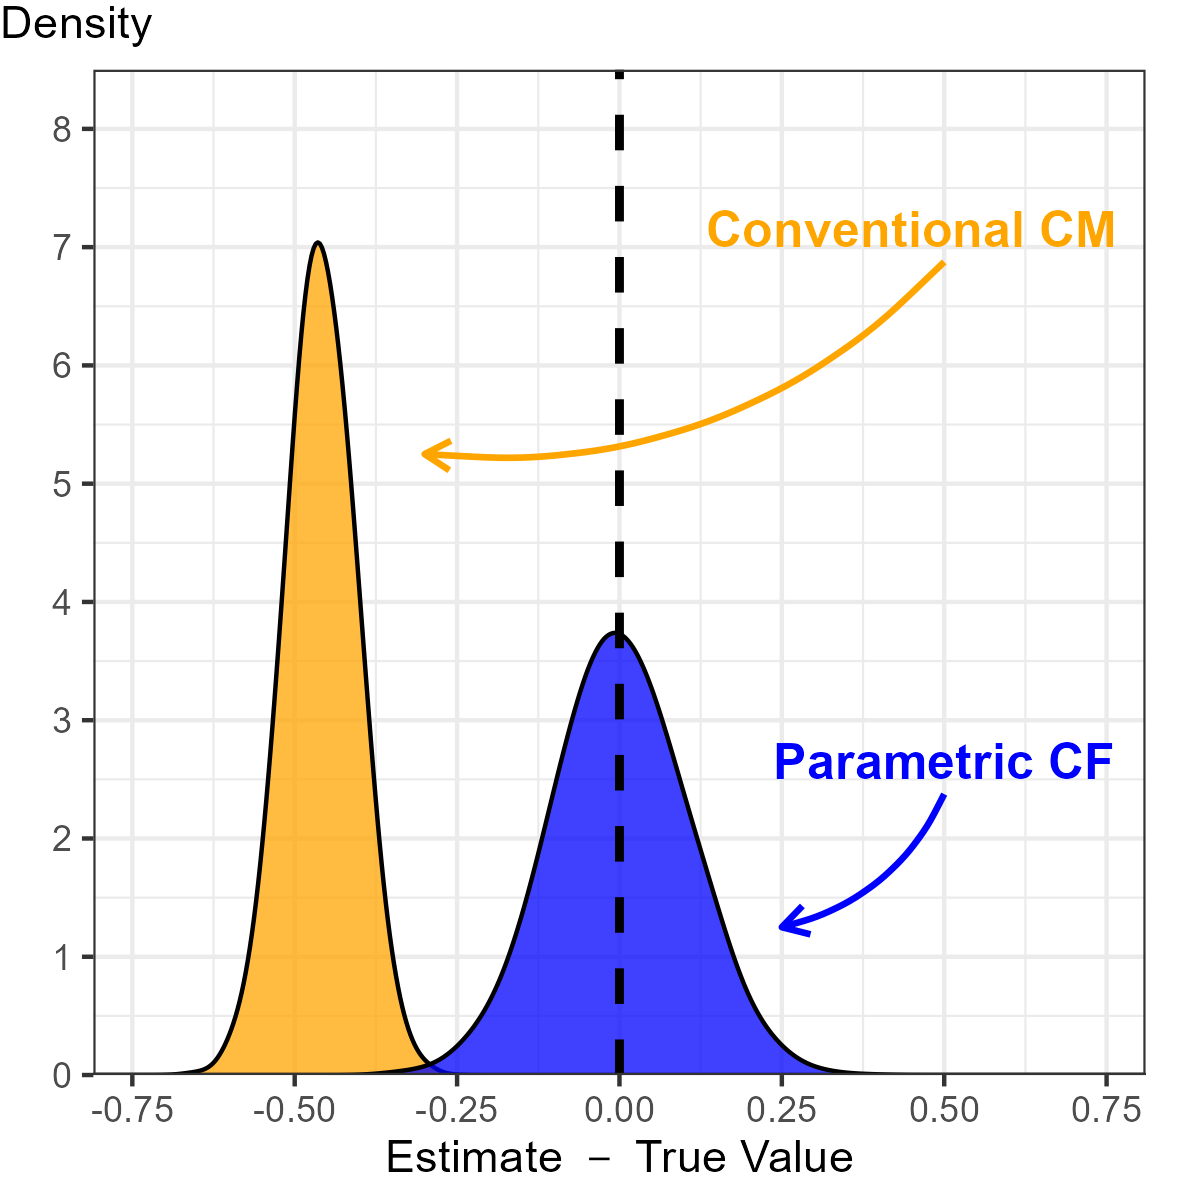 Density
8
7
6
5
4
3
2
1
0
Conventional CM
Parametric CF
-0.75 -0.50 -0.25 0.00 0.25 0.50 0.75
Estimate – True Value